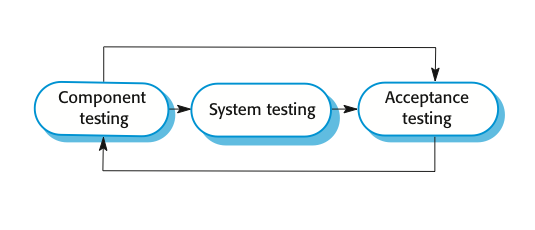 Component
testing
System testing
Acceptance
testing